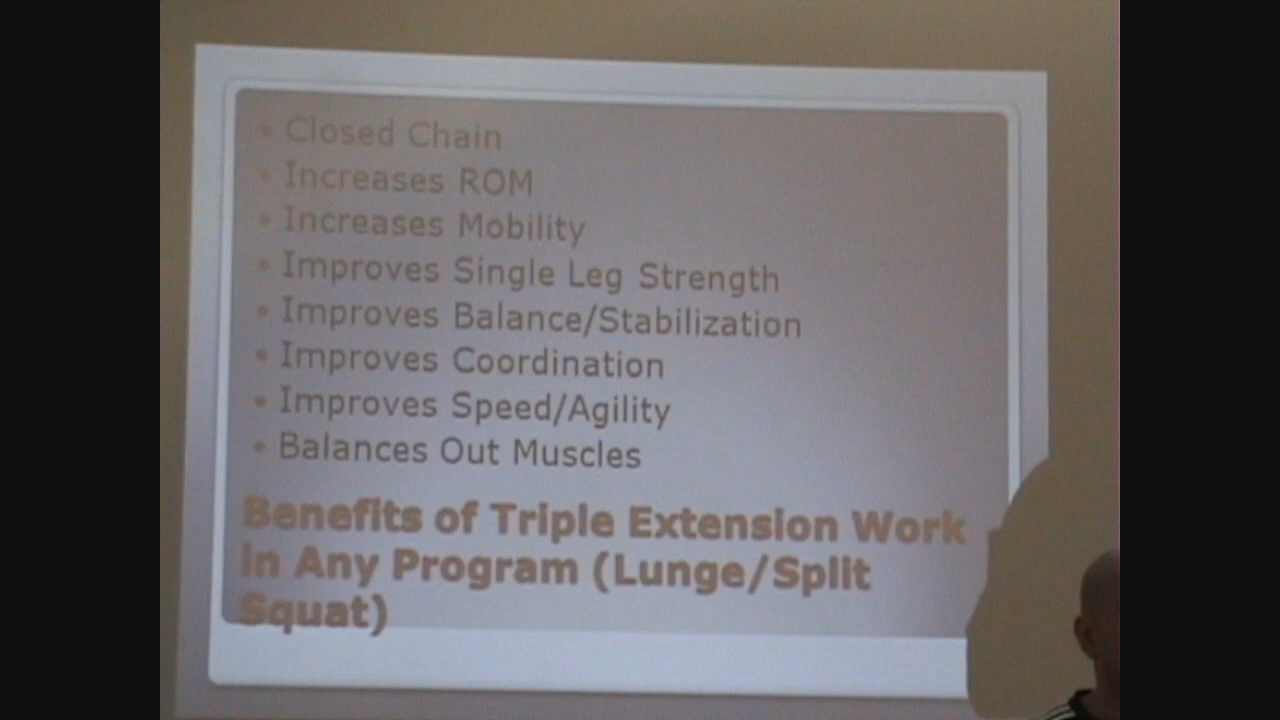 • Closed Chain
• Increases ROM
• Increases Mobility
• Improves Single Leg Strength
• Improves Balance/Stabilization
• Improves Coordination
• Improves Speed/Agility
• Balances Out Muscles
Benefits of Triple Extension Work
in Any Program (Lunge/Split
Squat)